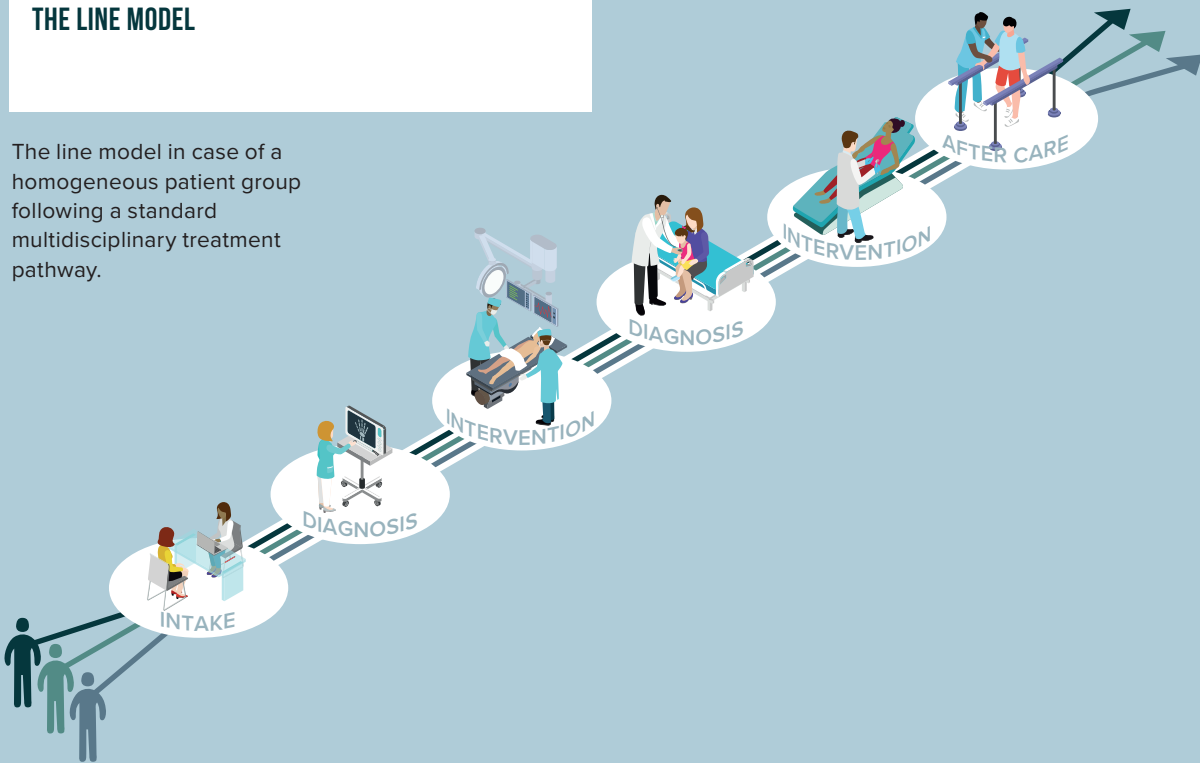 THE LINE MODEL
The line model in case of a
homogeneous patient group
following a standard
multidisciplinary treatment
pathway.
AFTER CARE
INTERVENTION
DIAGNOSIS
INTERVENTION
DIAGNOSIS
INTAKE